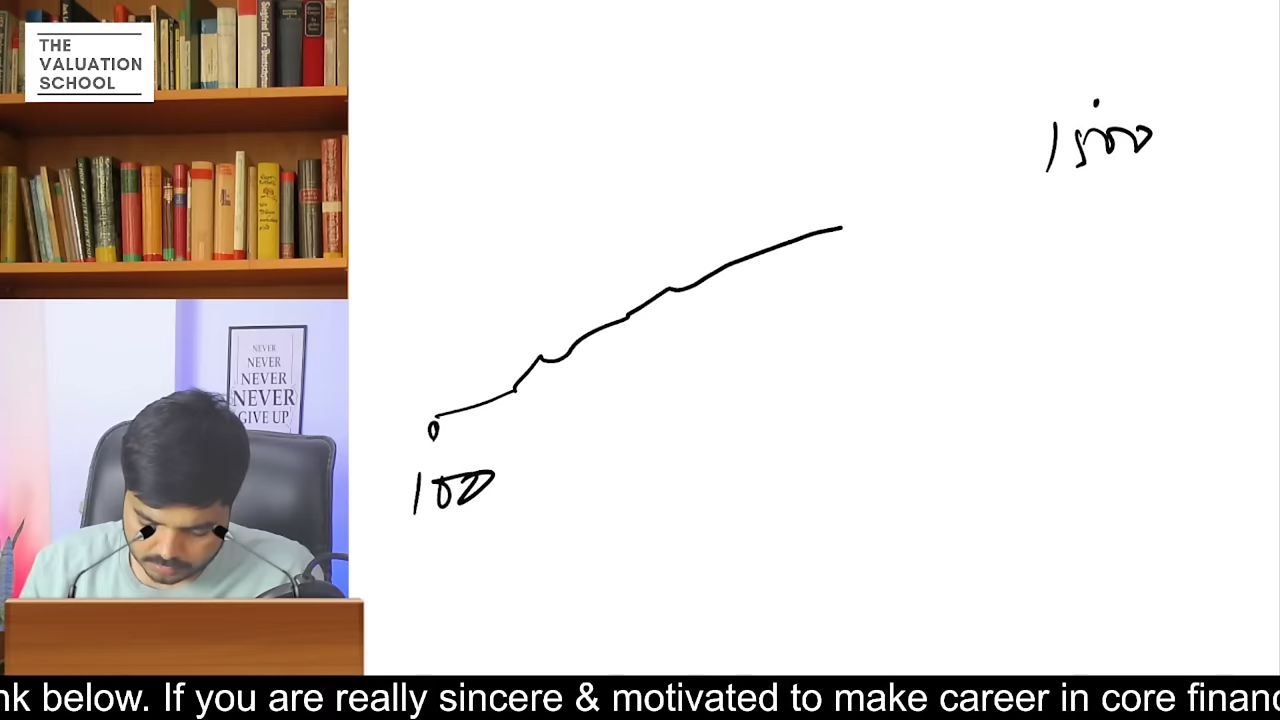 THE
VALUATION
SCHOOL
1500
NEVER
NEVER
NEVER
NEVER
GIVE UP
0
100
nk below. If you are really sincere & motivated to make career in core financ